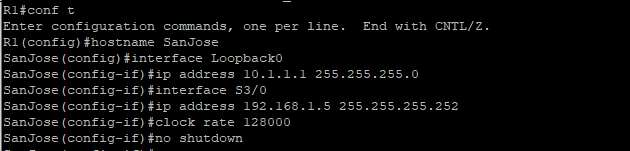 R1#conf t
Enter configuration commands, one per line.  End with CNTL/Z.
R1(config)#hostname SanJose
SanJose(config)#interface Loopback0
SanJose(config-if)#ip address 10.1.1.1 255.255.255.0
SanJose(config-if)#interface S3/0
SanJose(config-if)#ip address 192.168.1.5 255.255.255.252
SanJose(config-if)#clock rate 128000
SanJose(config-if)#no shutdown